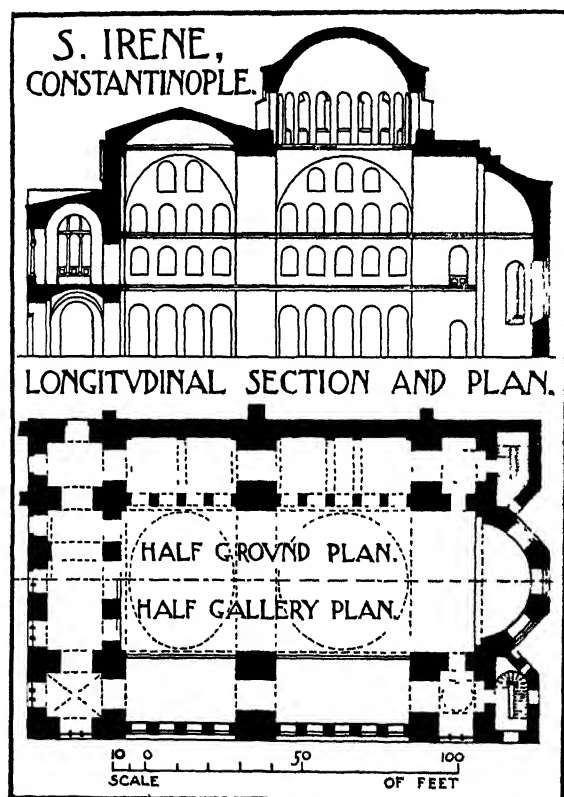 S. IRENE,
CONSTANTINOPLE.
LONGITVDINAL SECTION AND PLAN.
HALF GROVND PLAN.
HALF GALLERY PLAN.
10 0 50 100
SCALE OF FEET